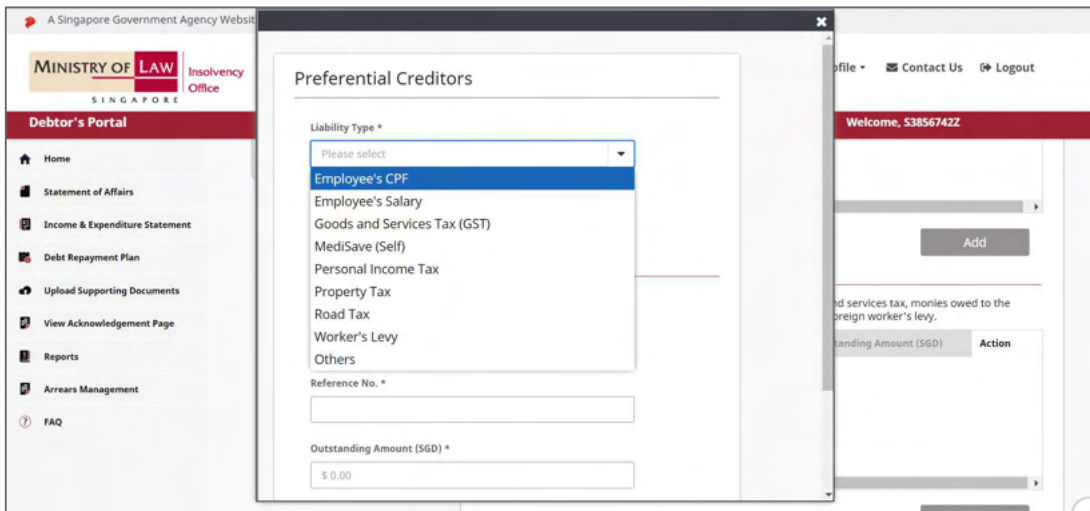 A Singapore Government Agency Websit
MINISTRY OF LAW
SINGAPORE
Insolvency
Office
ofile
Contact Us
Logout
Debtor's Portal
Welcome, S3856742Z
Home
Statement of Affairs
Income & Expenditure Statement
Debt Repayment Plan
Upload Supporting Documents
View Acknowledgement Page
Reports
Arrears Management
? FAQ
Preferential Creditors
Liability Type *
Please select
Employee's CPF
Employee's Salary
Goods and Services Tax (GST)
MediSave (Self)
Personal Income Tax
Property Tax
Road Tax
Worker's Levy
Others
Reference No. *
Outstanding Amount (SGD) *
$ 0.00
Add
nd services tax, monies owed to the
oreign worker's levy.
tanding Amount (SGD)
Action